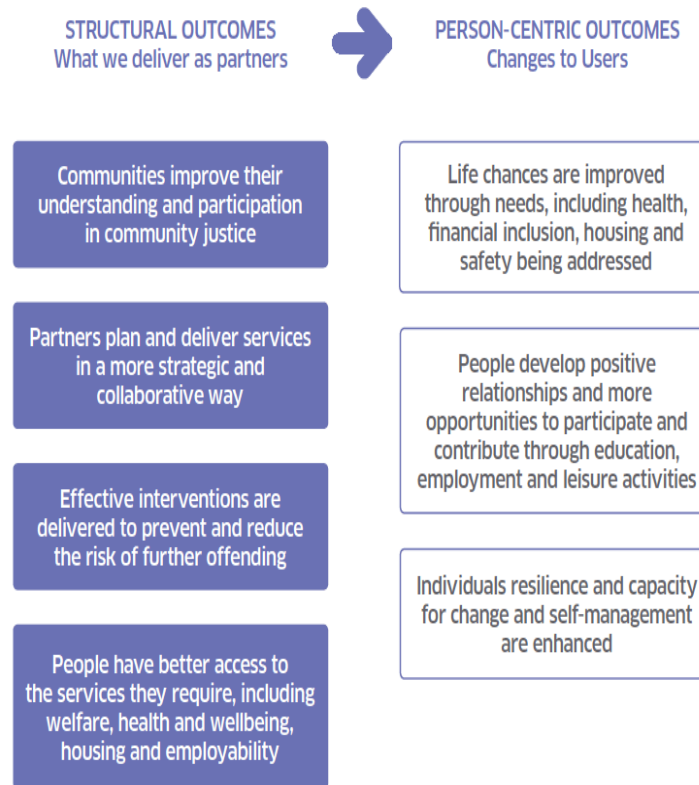 STRUCTURAL OUTCOMES
What we deliver as partners
PERSON-CENTRIC OUTCOMES
Changes to Users
Communities improve their
understanding and participation
in community justice
Partners plan and deliver services
in a more strategic and
collaborative way
Effective interventions are
delivered to prevent and reduce
the risk of further offending
People have better access to
the services they require, including
welfare, health and wellbeing,
housing and employability
Life chances are improved
through needs, including health,
financial inclusion, housing and
safety being addressed
People develop positive
relationships and more
opportunities to participate and
contribute through education,
employment and leisure activities
Individuals resilience and capacity
for change and self-management
are enhanced